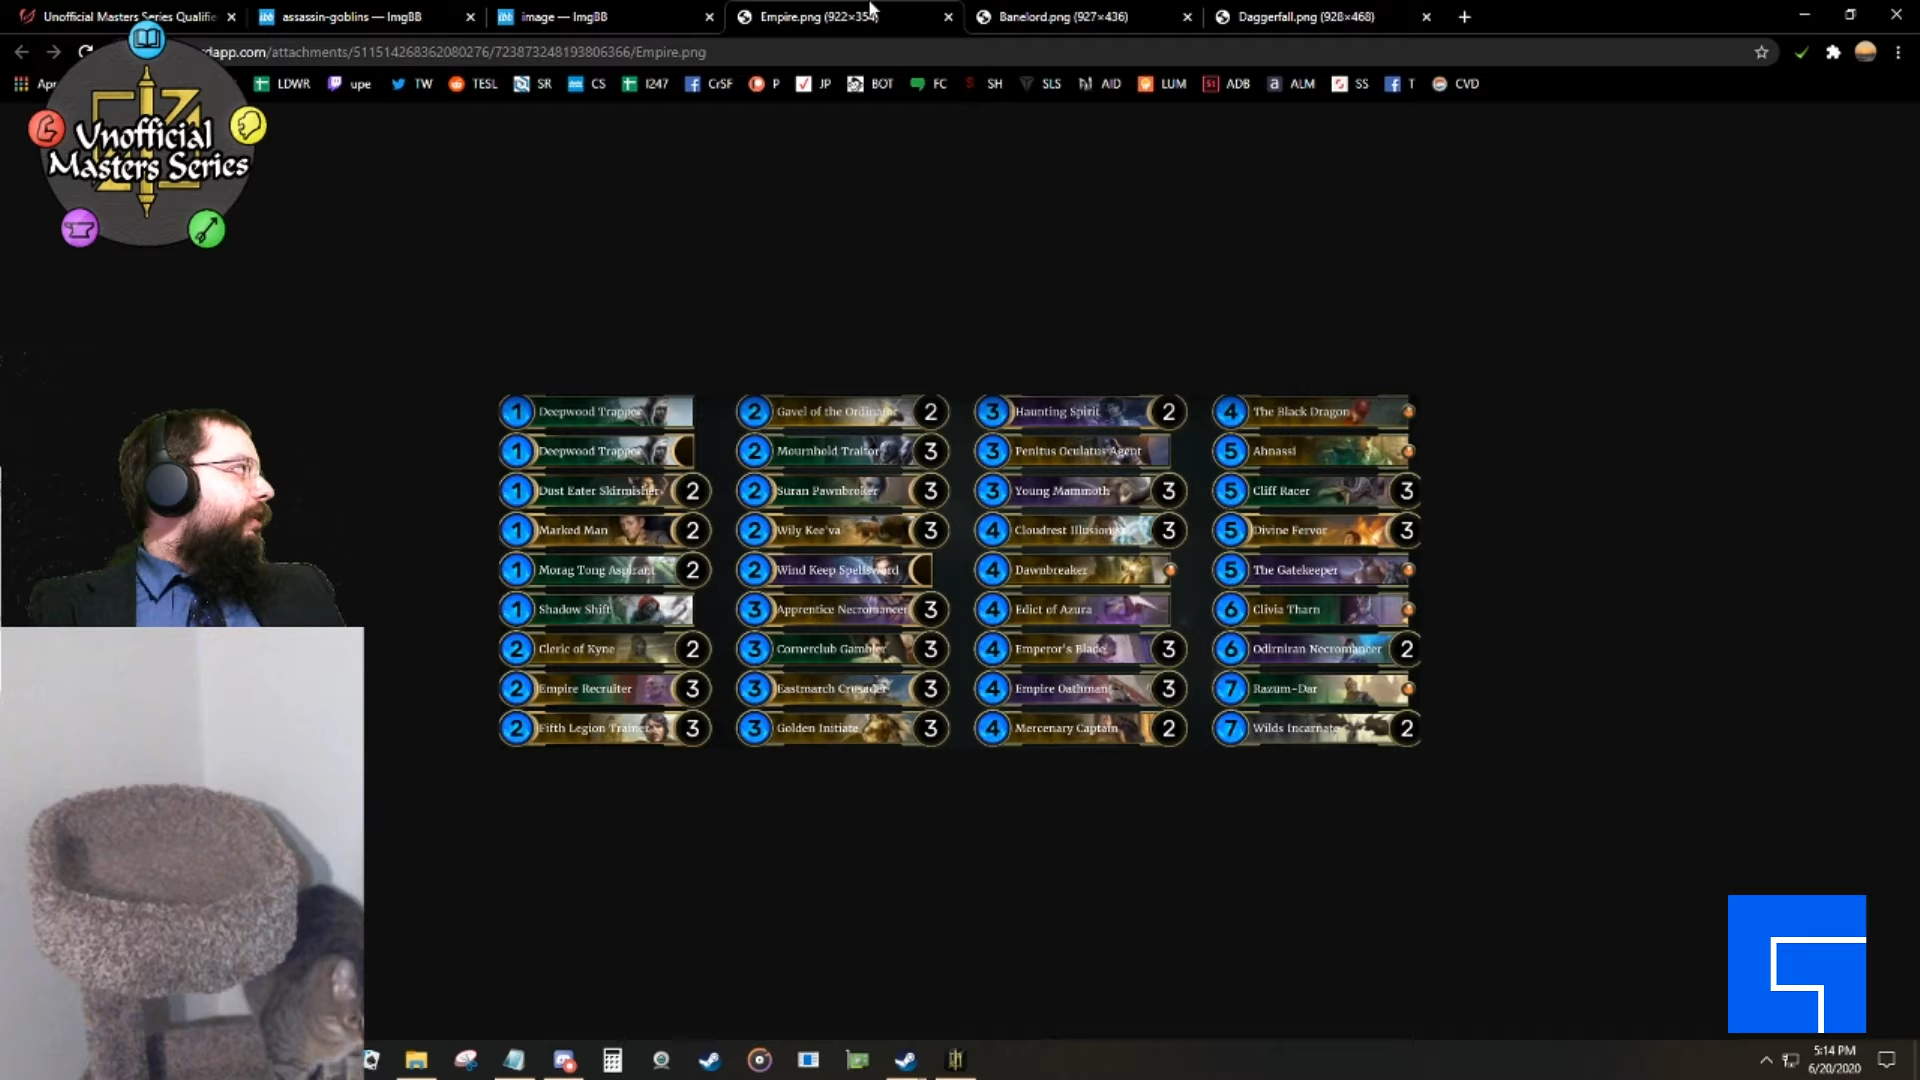 Unofficial Masters Series Qualifie
assassin-goblins — ImgBB
image — ImgBB
Empire.png (922×354)
Banelord.png (927×436)
Daggerfall.png (928×468)
dapp.com/attachments/511514268362080276/723873248193806366/Empire.png
LDWR
upe
TW
TESL
SR
CS
I247
CrSF
P
JP
BOT
FC
SH
SLS
AID
LUM
ADB
ALM
SS
T
CVD
Unofficial
Masters Series
1 Deepwood Trapper
1 Deepwood Trapper
1 Dust Eater Skirmisher 2
1 Marked Man 2
1 Morag Tong Aspirant 2
1 Shadow Shift
2 Cleric of Kyne 2
2 Empire Recruiter 3
2 Fifth Legion Trainer 3
2 Gavel of the Ordinator 2
2 Mournhold Traitor 3
2 Suran Pawnbroker 3
2 Wily Kee'va 3
2 Wind Keep Spellsword
3 Apprentice Necromancer 3
3 Cornerclub Gambler 3
3 Eastmarch Crusader 3
3 Golden Initiate 3
3 Haunting Spirit 2
3 Penitus Oculatus Agent
3 Young Mammoth 3
4 Cloudrest Illusionist 3
4 Dawnbreaker
4 Edict of Azura
4 Emperor's Blade 3
4 Empire Oathman 3
4 Mercenary Captain 2
4 The Black Dragon
5 Ahnassi
5 Cliff Racer 3
5 Divine Fervor 3
5 The Gatekeeper
6 Clivia Tharn
6 Odirniran Necromancer 2
7 Razum-Dar
7 Wilds Incarnate 2
5:14 PM
6/20/2020